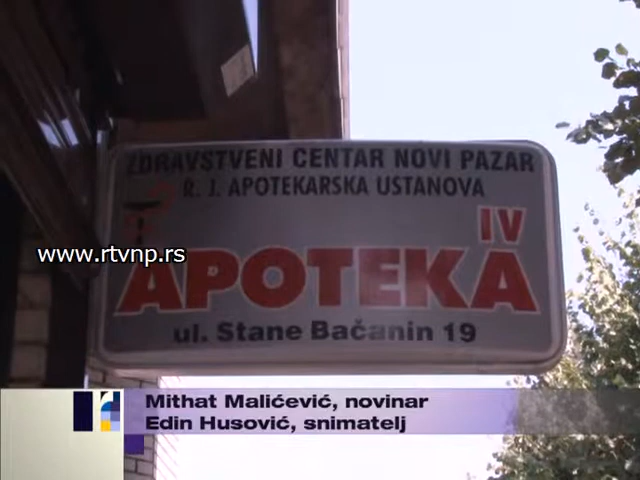 ZDRAVSTVENI CENTAR NOVI PAZAR
R. J. APOTEKARSKA USTANOVA
IV
APOTEKA
ul. Stane Bačanin 19
www.rtvnp.rs
Mithat Malićević, novinar
Edin Husović, snimatelj